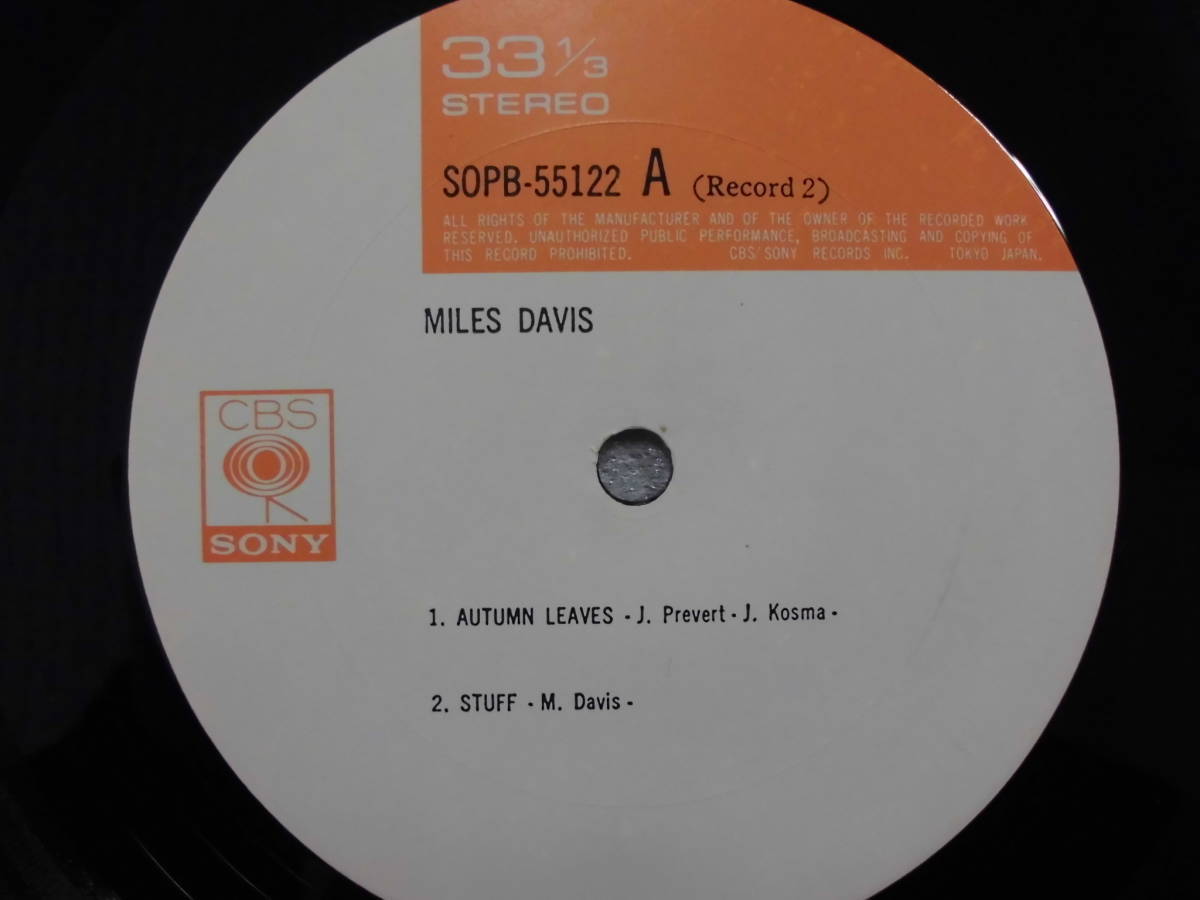 33 1/3
STEREO
SOPB-55122 A (Record 2)
ALL RIGHTS OF THE MANUFACTURER AND OF THE OWNER OF THE RECORDED WORK
RESERVED. UNAUTHORIZED PUBLIC PERFORMANCE, BROADCASTING AND COPYING OF
THIS RECORD PROHIBITED. CBS/SONY RECORDS INC. TOKYO JAPAN.
MILES DAVIS
CBS
SONY
1. AUTUMN LEAVES - J. Prevert - J. Kosma -
2. STUFF - M. Davis -